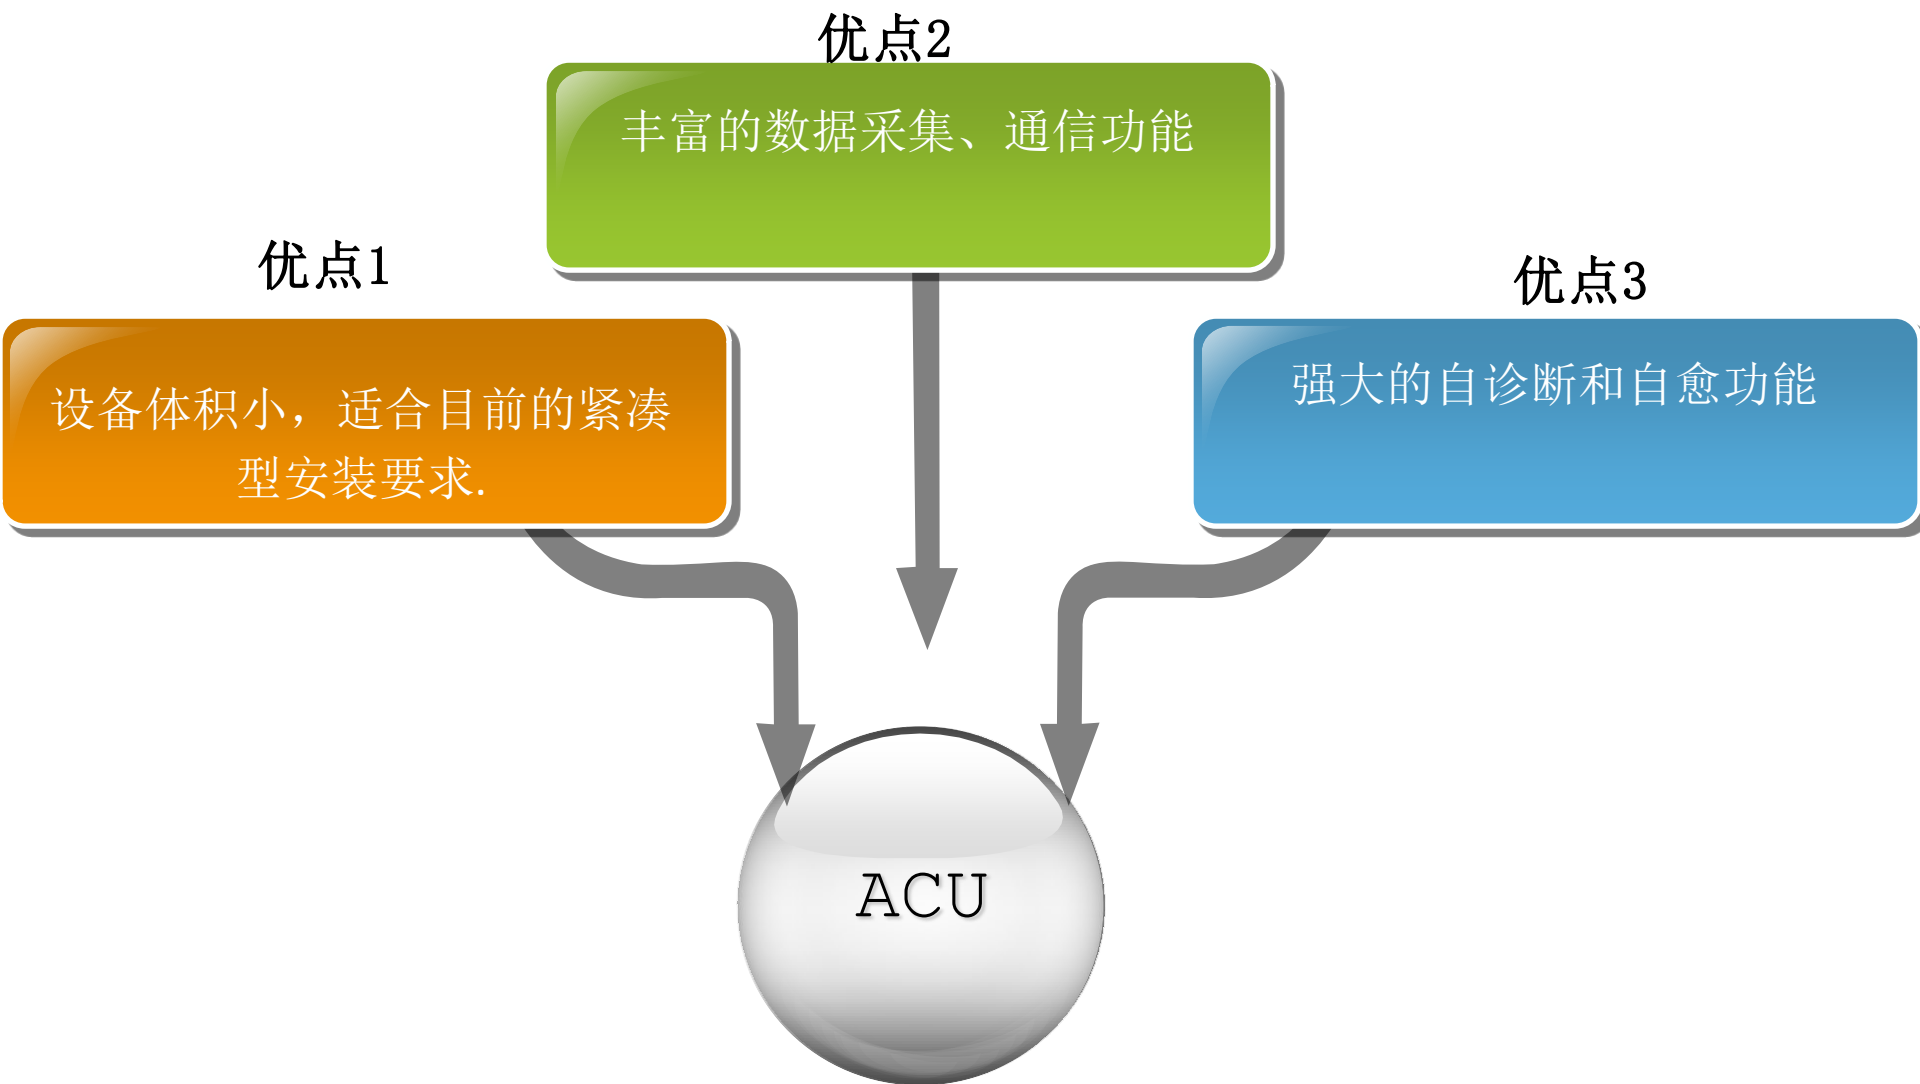 优点2
丰富的数据采集、通信功能
优点1
设备体积小，适合目前的紧凑
型安装要求.
优点3
强大的自诊断和自愈功能
ACU